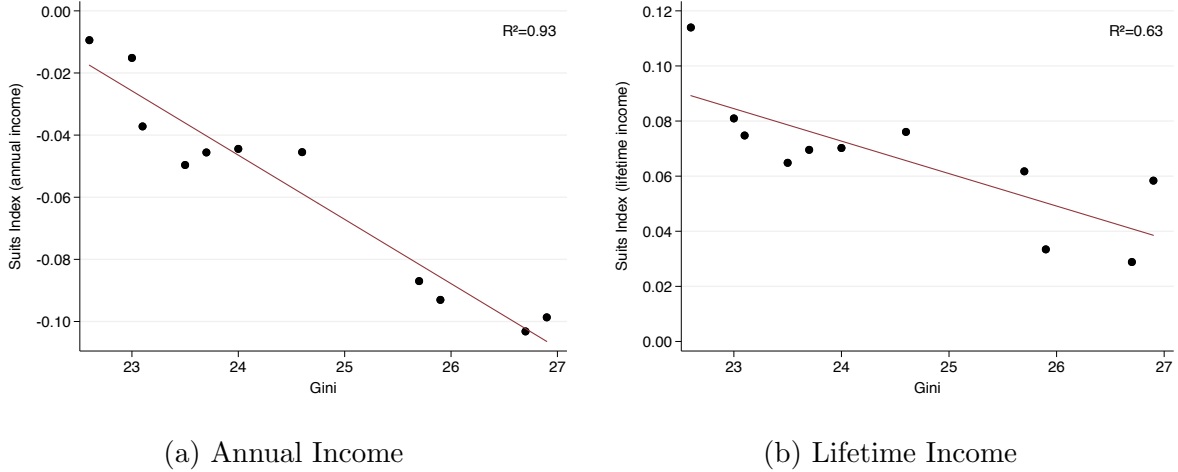 R²=0.93
Suits Index (annual income)
0.00
-0.02
-0.04
-0.06
-0.08
-0.10
23
24
25
26
27
Gini
(a) Annual Income
R²=0.63
Suits Index (lifetime income)
0.12
0.10
0.08
0.06
0.04
0.02
0.00
23
24
25
26
27
Gini
(b) Lifetime Income